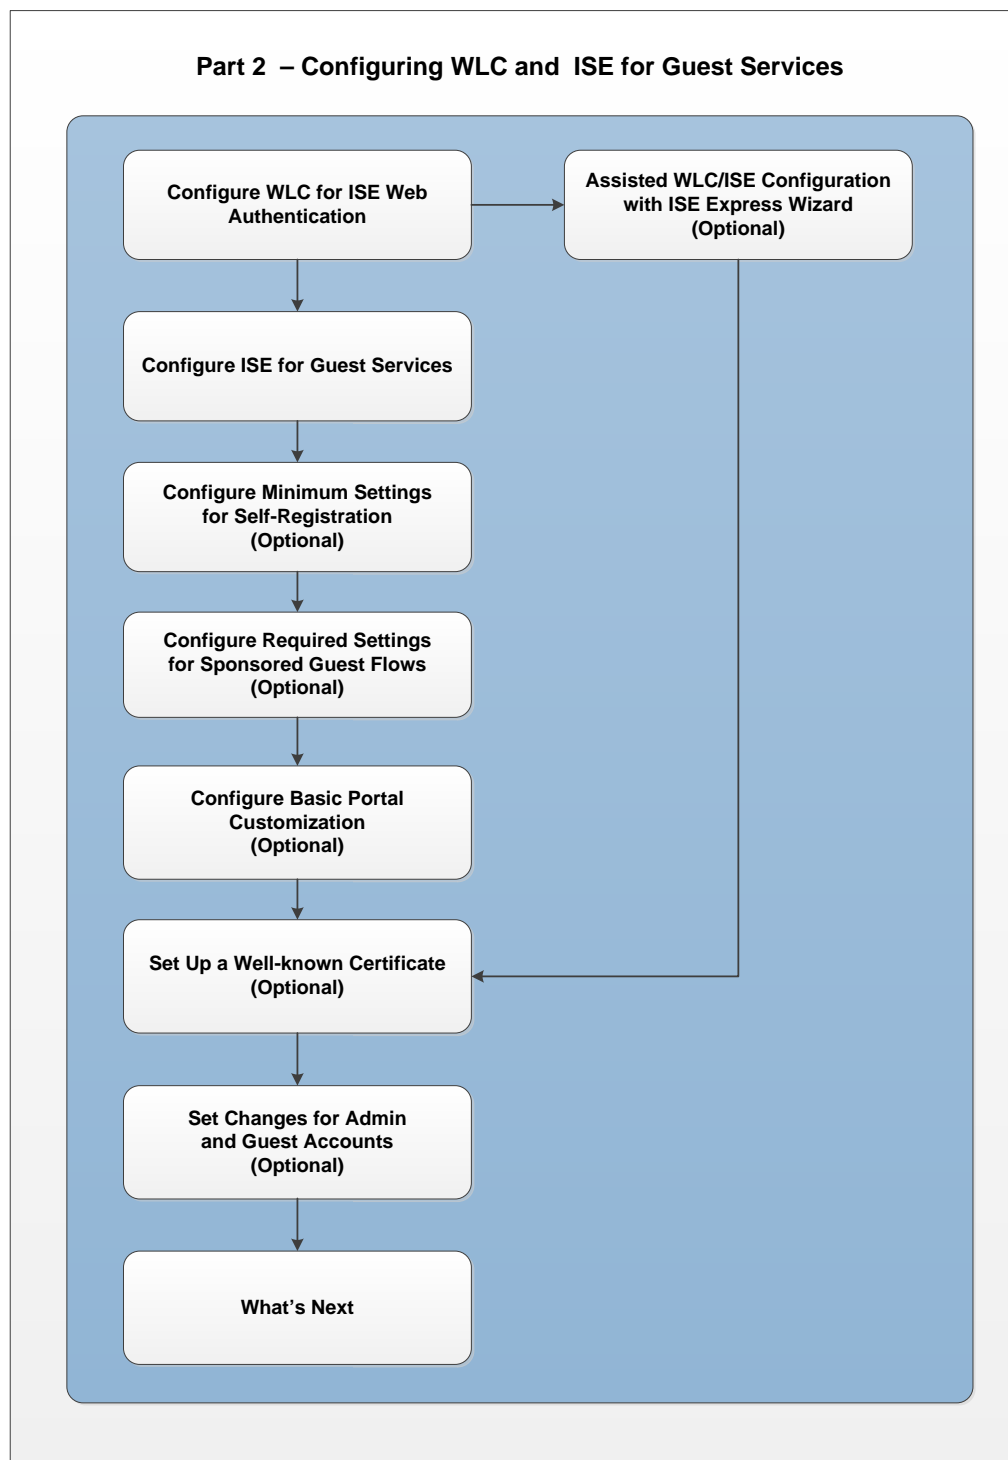 Part 2 – Configuring WLC and ISE for Guest Services
Configure WLC for ISE Web
Authentication
Assisted WLC/ISE Configuration
with ISE Express Wizard
(Optional)
Configure ISE for Guest Services
Configure Minimum Settings
for Self-Registration
(Optional)
Configure Required Settings
for Sponsored Guest Flows
(Optional)
Configure Basic Portal
Customization
(Optional)
Set Up a Well-known Certificate
(Optional)
Set Changes for Admin
and Guest Accounts
(Optional)
What’s Next